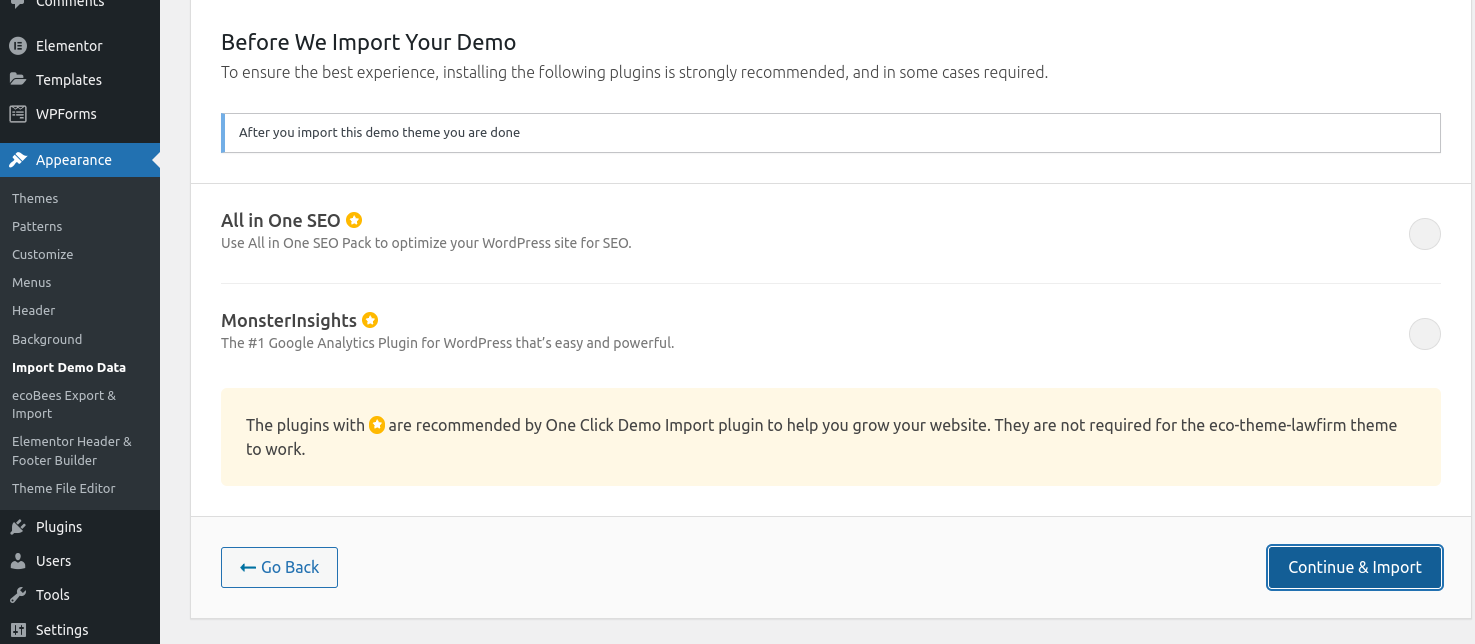 Comments
Elementor
Templates
WPForms
Appearance
Themes
Patterns
Customize
Menus
Header
Background
Import Demo Data
ecoBees Export &
Import
Elementor Header &
Footer Builder
Theme File Editor
Plugins
Users
Tools
Settings
Before We Import Your Demo
To ensure the best experience, installing the following plugins is strongly recommended, and in some cases required.
After you import this demo theme you are done
All in One SEO
Use All in One SEO Pack to optimize your WordPress site for SEO.
MonsterInsights
The #1 Google Analytics Plugin for WordPress that’s easy and powerful.
The plugins with are recommended by One Click Demo Import plugin to help you grow your website. They are not required for the eco-theme-lawfirm theme
to work.
Go Back
Continue & Import